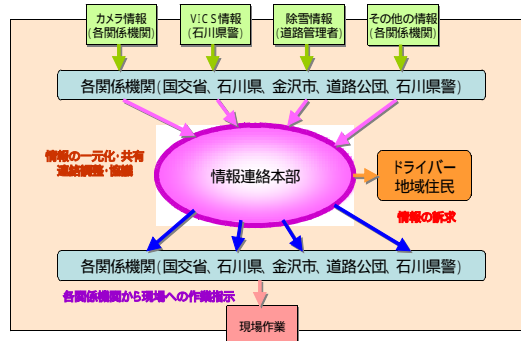 カメラ情報
(各関係機関)
VICS情報
(石川県警)
除雪情報
(道路管理者)
その他の情報
(各関係機関)
各関係機関(国交省、石川県、金沢市、道路公団、石川県警)
情報の一元化・共有
連絡調整・協議
情報連絡本部
ドライバー
地域住民
情報の訴求
各関係機関(国交省、石川県、金沢市、道路公団、石川県警)
各関係機関から現場への作業指示
現場作業